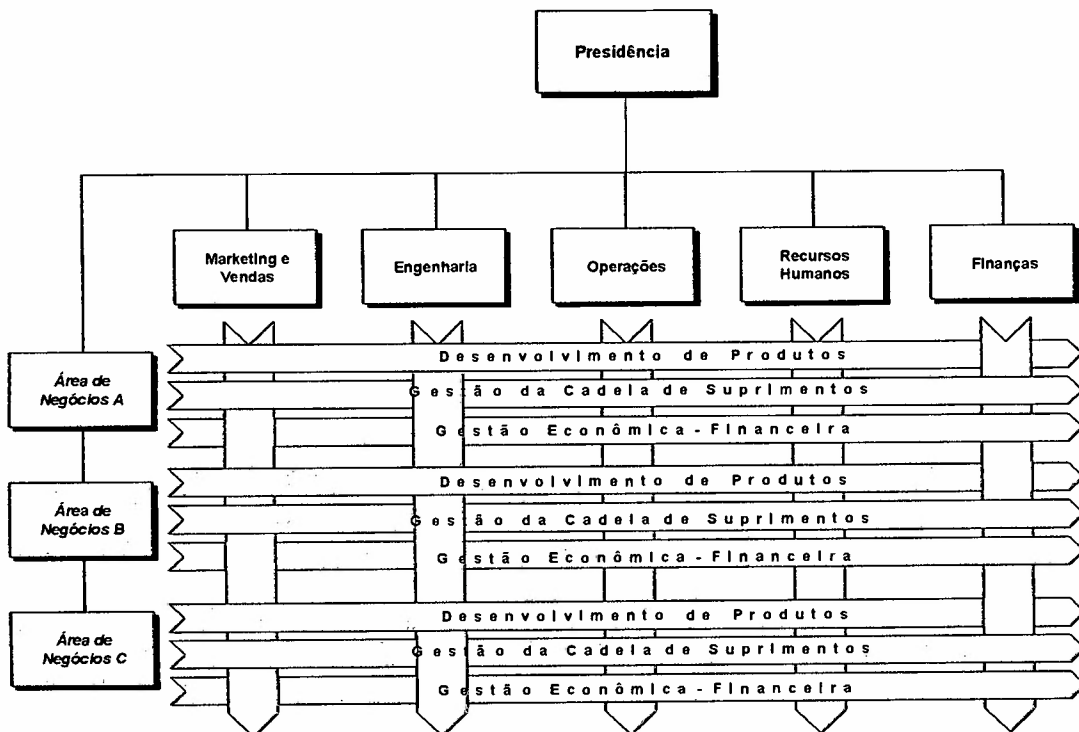 Presidência
Marketing e
Vendas
Engenharia
Operações
Recursos
Humanos
Finanças
Área de
Negócios A
Desenvolvimento de Produtos
Gestão da Cadeia de Suprimentos
Gestão Econômica-Financeira
Área de
Negócios B
Desenvolvimento de Produtos
Gestão da Cadeia de Suprimentos
Gestão Econômica-Financeira
Área de
Negócios C
Desenvolvimento de Produtos
Gestão da Cadeia de Suprimentos
Gestão Econômica-Financeira